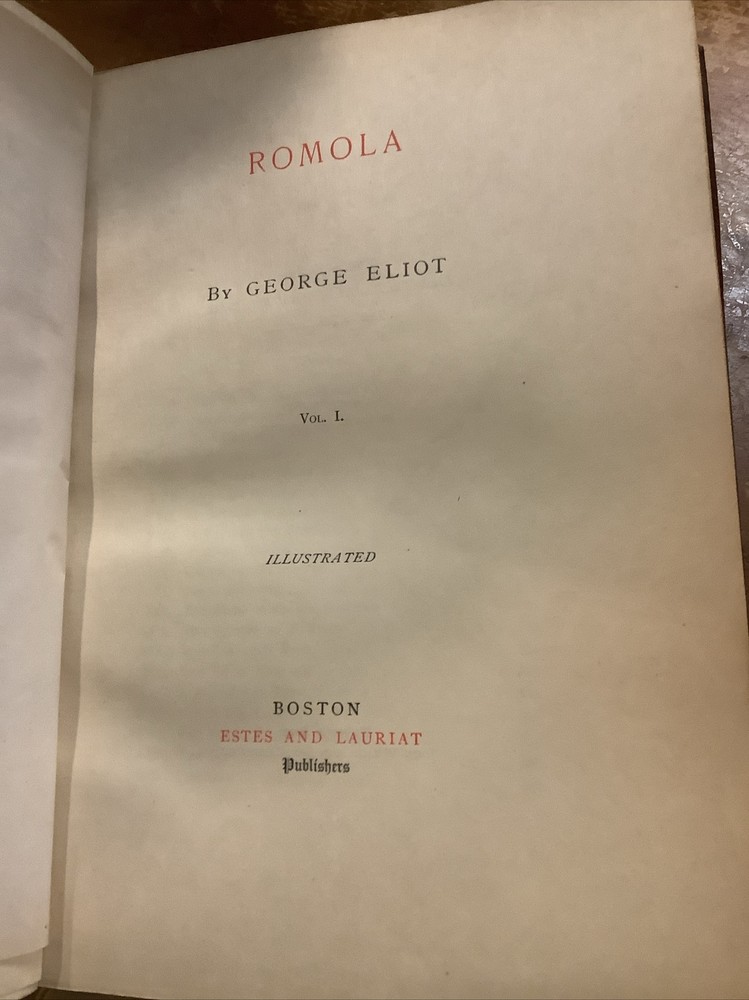 ROMOLA
By GEORGE ELIOT
Vol. I.
ILLUSTRATED
BOSTON
ESTES AND LAURIAT
Publishers